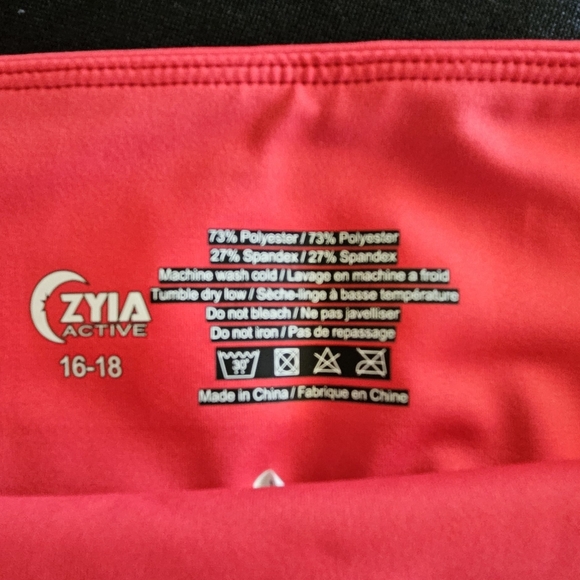 ZYIA
ACTIVE
16-18
73% Polyester / 73% Polyester
27% Spandex / 27% Spandex
Machine wash cold / Lavage en machine a froid
Tumble dry low / Sèche-linge à basse température
Do not bleach / Ne pas javelliser
Do not iron / Pas de repassage
30°
Made in China / Fabrique en Chine